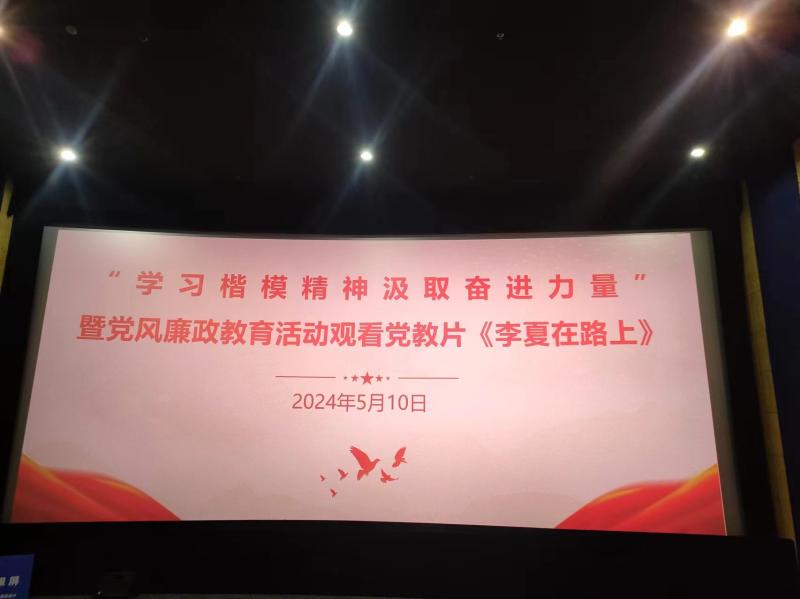 “学习楷模精神汲取奋进力量”
暨党风廉政教育活动观看党教片《李夏在路上》
2024年5月10日
屏